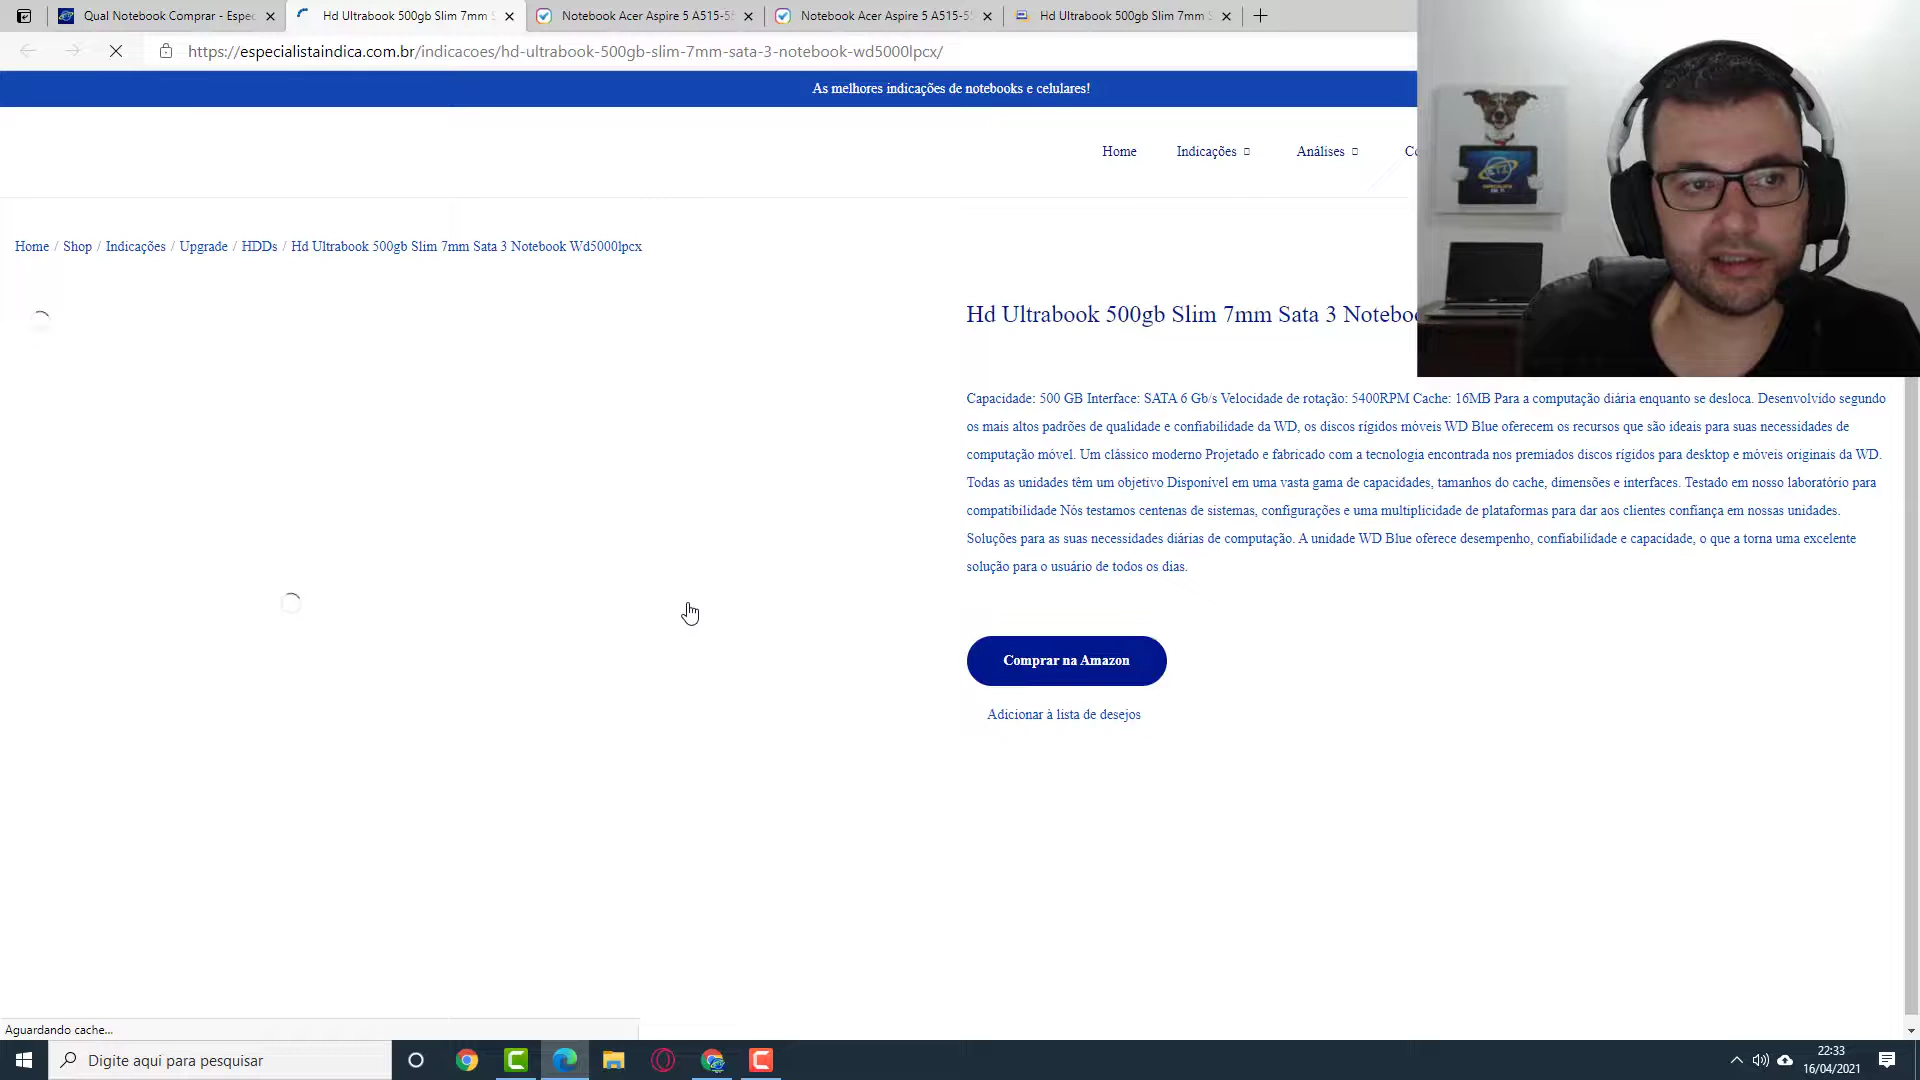 Qual Notebook Comprar - Espec
Hd Ultrabook 500gb Slim 7mm S
Notebook Acer Aspire 5 A515-5
Notebook Acer Aspire 5 A515-5
Hd Ultrabook 500gb Slim 7mm S
https://especialistaindica.com.br/indicacoes/hd-ultrabook-500gb-slim-7mm-sata-3-notebook-wd5000lpcx/
As melhores indicações de notebooks e celulares!
Home
Indicações
Análises
Co
Home / Shop / Indicações / Upgrade / HDDs / Hd Ultrabook 500gb Slim 7mm Sata 3 Notebook Wd5000lpcx
Hd Ultrabook 500gb Slim 7mm Sata 3 Noteboo
Capacidade: 500 GB Interface: SATA 6 Gb/s Velocidade de rotação: 5400RPM Cache: 16MB Para a computação diária enquanto se desloca. Desenvolvido segundo
os mais altos padrões de qualidade e confiabilidade da WD, os discos rígidos móveis WD Blue oferecem os recursos que são ideais para suas necessidades de
computação móvel. Um clássico moderno Projetado e fabricado com a tecnologia encontrada nos premiados discos rígidos para desktop e móveis originais da WD.
Todas as unidades têm um objetivo Disponível em uma vasta gama de capacidades, tamanhos do cache, dimensões e interfaces. Testado em nosso laboratório para
compatibilidade Nós testamos centenas de sistemas, configurações e uma multiplicidade de plataformas para dar aos clientes confiança em nossas unidades.
Soluções para as suas necessidades diárias de computação. A unidade WD Blue oferece desempenho, confiabilidade e capacidade, o que a torna uma excelente
solução para o usuário de todos os dias.
Comprar na Amazon
Adicionar à lista de desejos
Aguardando cache...
Digite aqui para pesquisar
22:33
16/04/2021